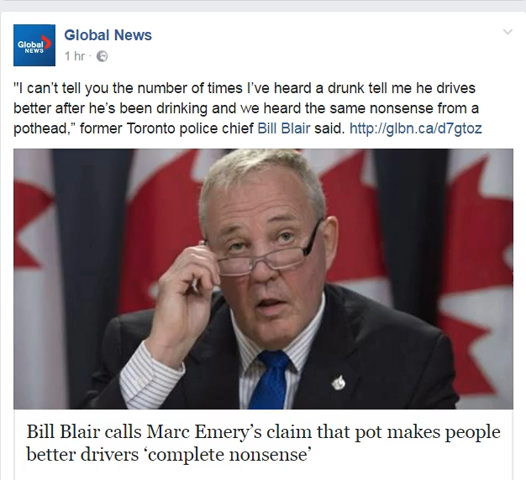 Global
NEWS
Global News
1 hr ·
"I can't tell you the number of times I've heard a drunk tell me he drives
better after he's been drinking and we heard the same nonsense from a
pothead," former Toronto police chief Bill Blair said. http://glbn.ca/d7gtoz
Bill Blair calls Marc Emery's claim that pot makes people
better drivers 'complete nonsense'